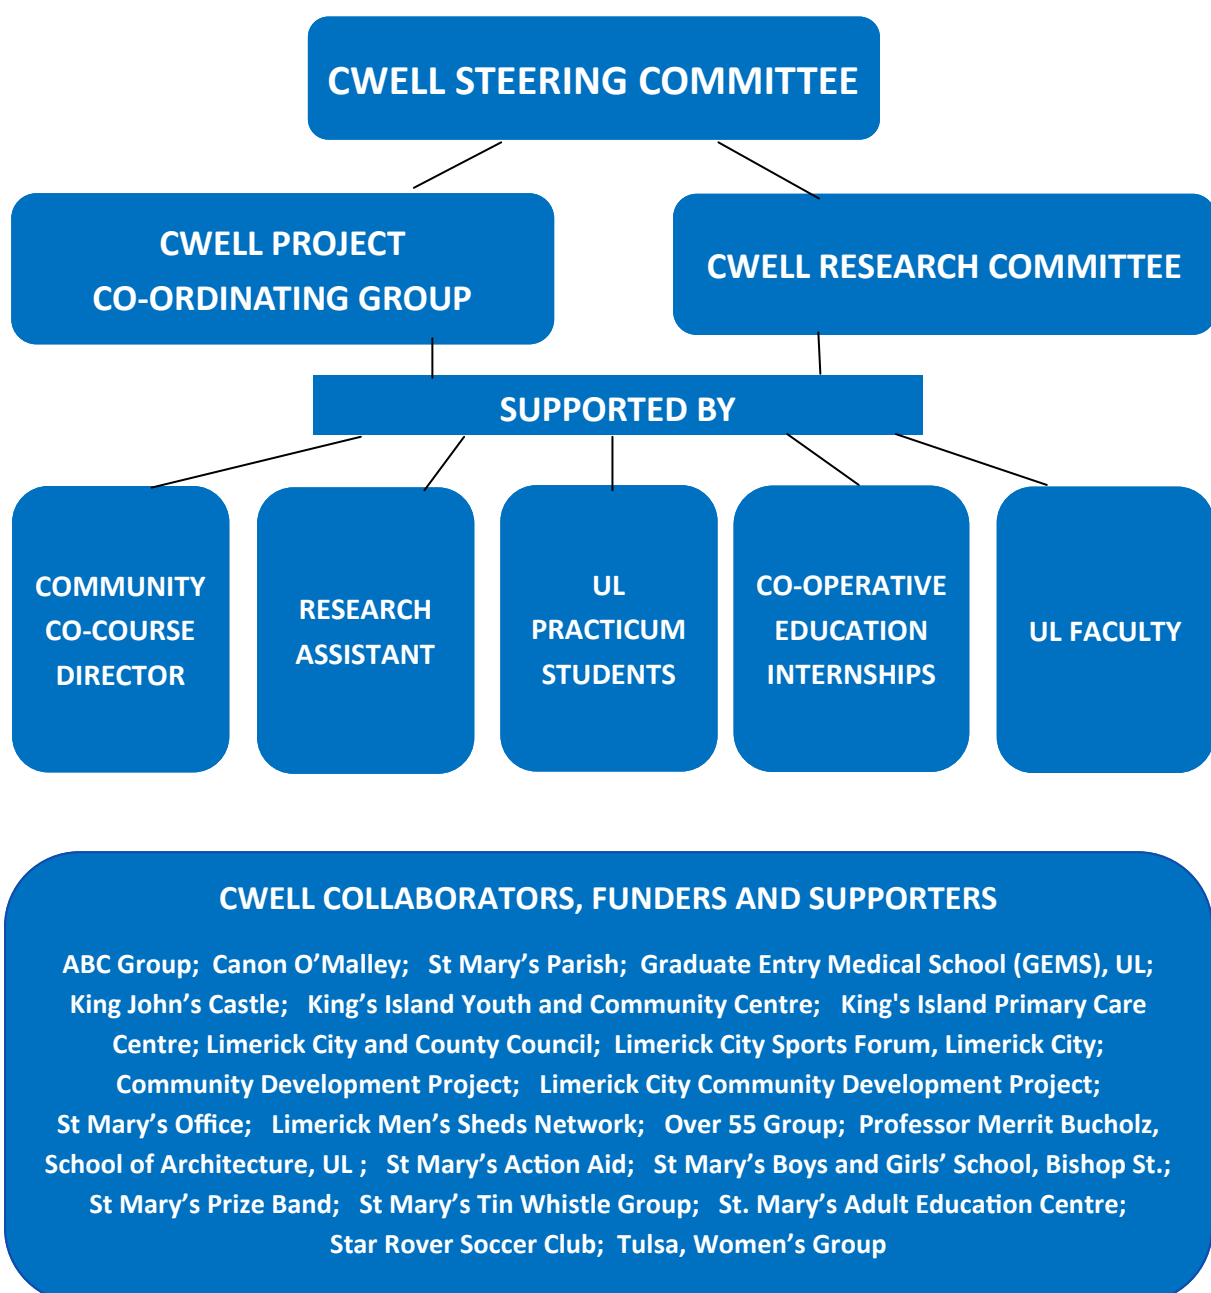 CWELL STEERING COMMITTEE
CWELL PROJECT
CO-ORDINATING GROUP
CWELL RESEARCH COMMITTEE
SUPPORTED BY
COMMUNITY
CO-COURSE
DIRECTOR
RESEARCH
ASSISTANT
UL
PRACTICUM
STUDENTS
CO-OPERATIVE
EDUCATION
INTERNSHIPS
UL FACULTY
CWELL COLLABORATORS, FUNDERS AND SUPPORTERS
ABC Group; Canon O’Malley; St Mary’s Parish; Graduate Entry Medical School (GEMS), UL;
King John’s Castle; King’s Island Youth and Community Centre; King's Island Primary Care
Centre; Limerick City and County Council; Limerick City Sports Forum, Limerick City;
Community Development Project; Limerick City Community Development Project;
St Mary’s Office; Limerick Men’s Sheds Network; Over 55 Group; Professor Merrit Bucholz,
School of Architecture, UL ; St Mary’s Action Aid; St Mary’s Boys and Girls’ School, Bishop St.;
St Mary’s Prize Band; St Mary’s Tin Whistle Group; St. Mary’s Adult Education Centre;
Star Rover Soccer Club; Tulsa, Women’s Group